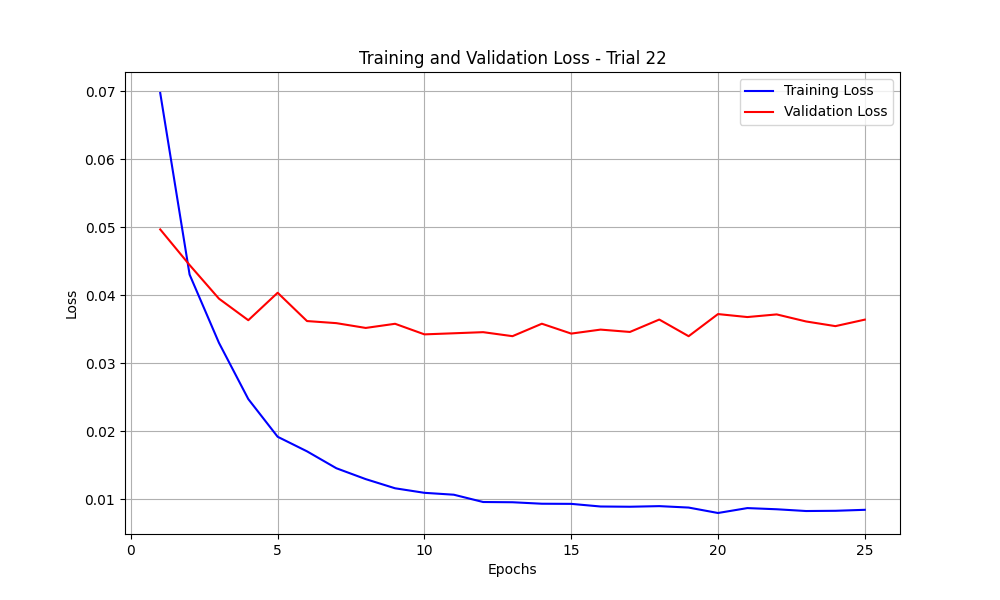 Training and Validation Loss - Trial 22
Training Loss
Validation Loss
Loss
0.07
0.06
0.05
0.04
0.03
0.02
0.01
0 5 10 15 20 25
Epochs